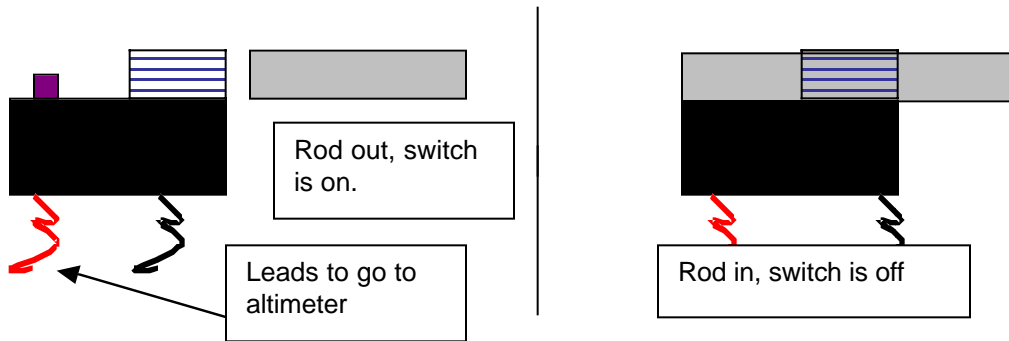 Rod out, switch
is on.
Leads to go to
altimeter
Rod in, switch is off